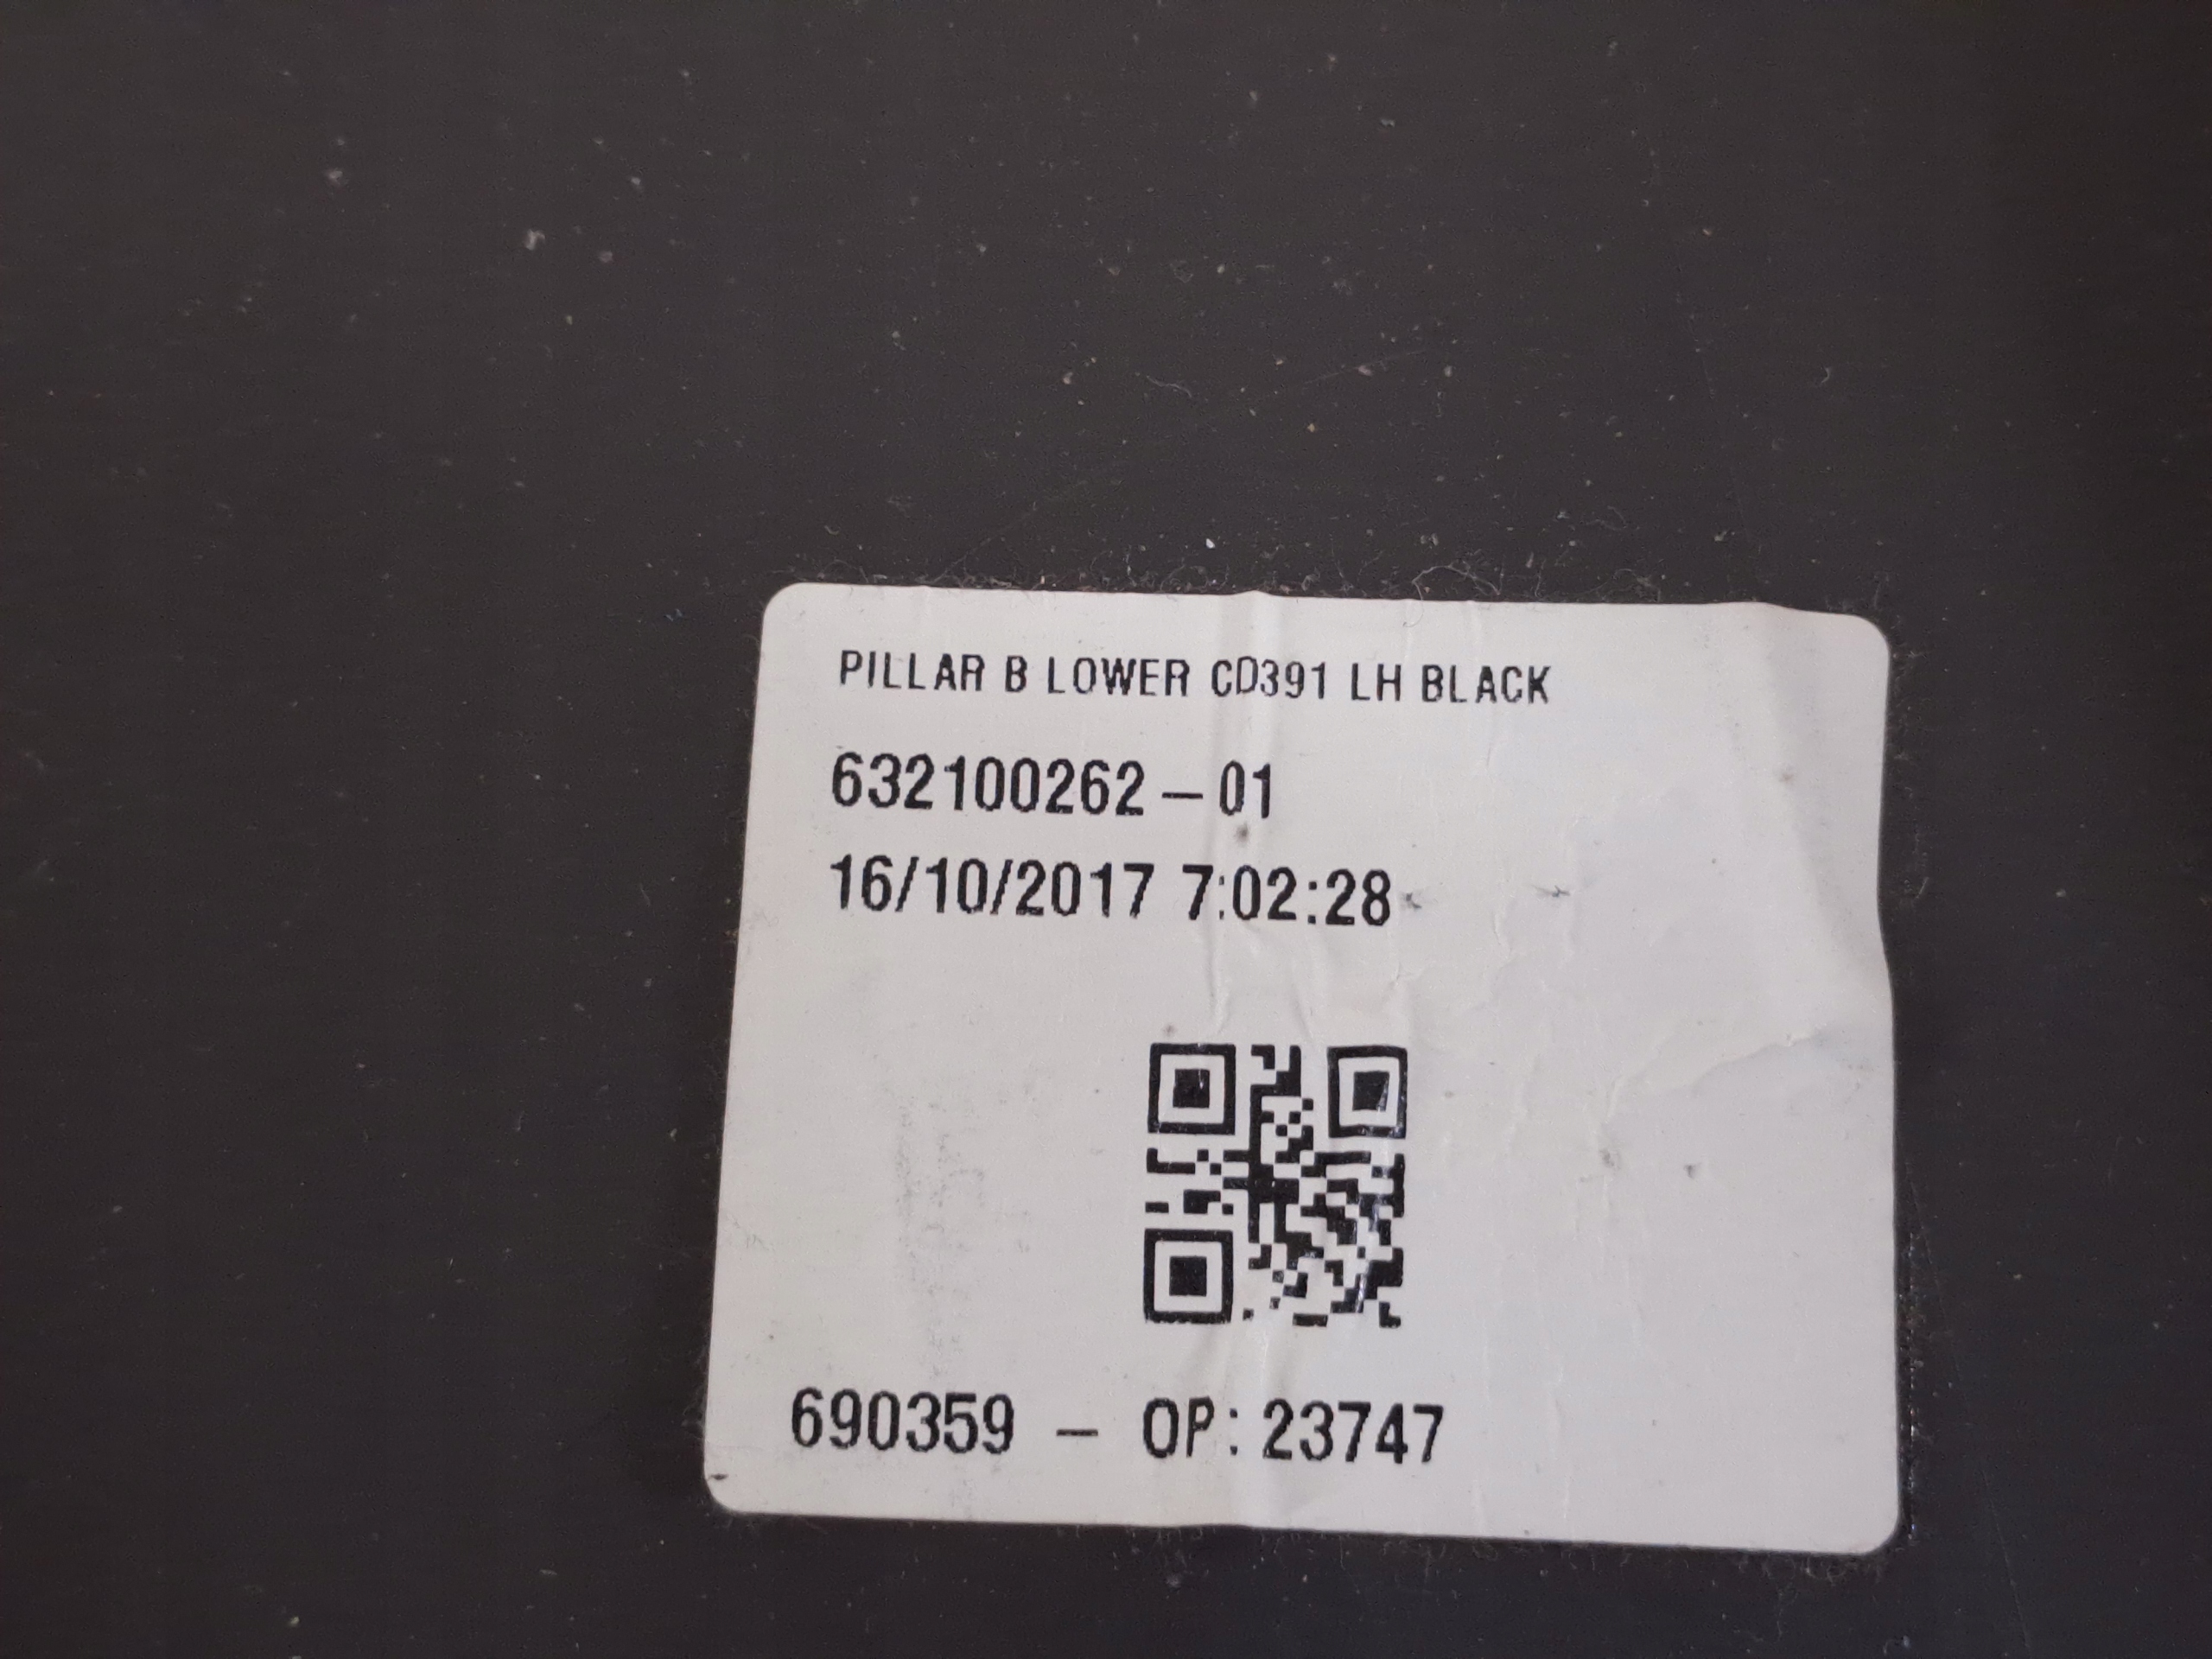 PILLAR B LOWER CD391 LH BLACK
632100262-01
16/10/2017 7:02:28
690359 - OP: 23747